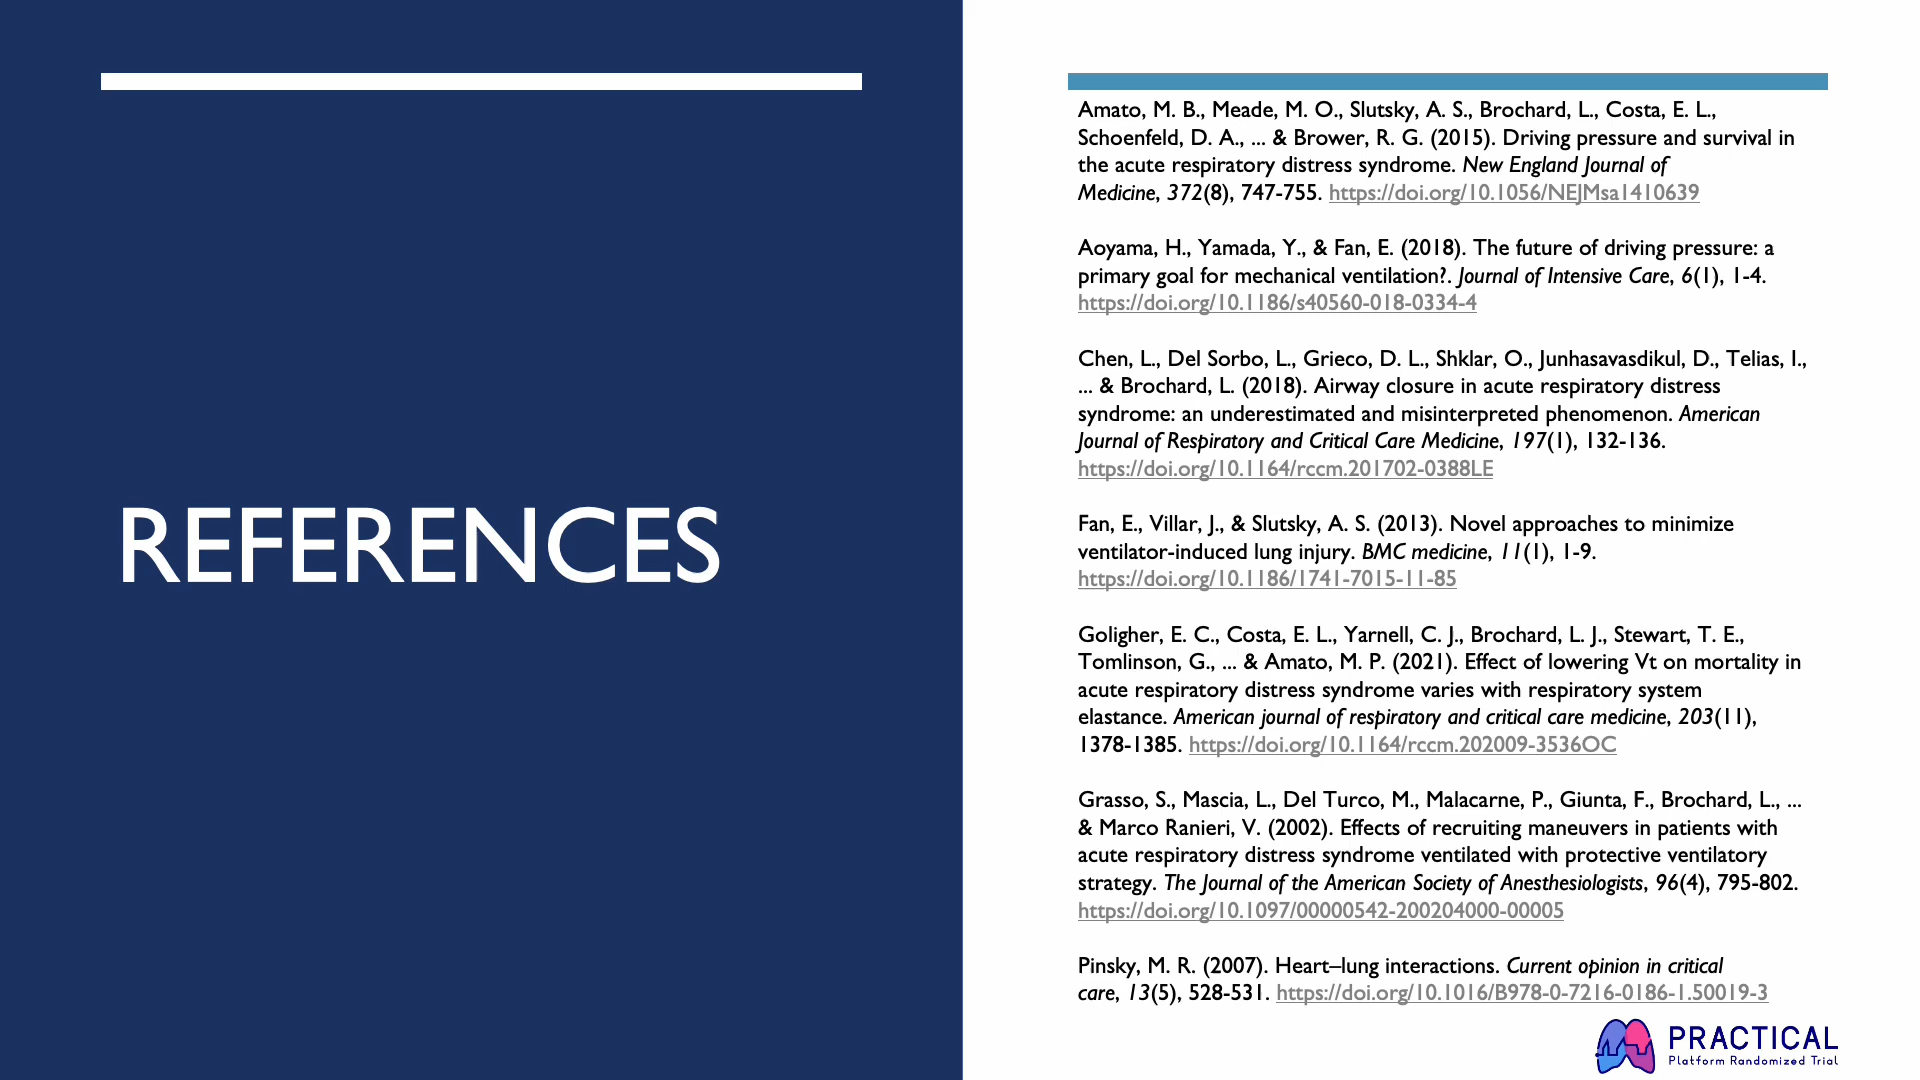 REFERENCES
Amato, M. B., Meade, M. O., Slutsky, A. S., Brochard, L., Costa, E. L.,
Schoenfeld, D. A., ... & Brower, R. G. (2015). Driving pressure and survival in
the acute respiratory distress syndrome. New England Journal of
Medicine, 372(8), 747-755. https://doi.org/10.1056/NEJMsa1410639
Aoyama, H., Yamada, Y., & Fan, E. (2018). The future of driving pressure: a
primary goal for mechanical ventilation?. Journal of Intensive Care, 6(1), 1-4.
https://doi.org/10.1186/s40560-018-0334-4
Chen, L., Del Sorbo, L., Grieco, D. L., Shklar, O., Junhasavasdikul, D., Telias, I.,
... & Brochard, L. (2018). Airway closure in acute respiratory distress
syndrome: an underestimated and misinterpreted phenomenon. American
Journal of Respiratory and Critical Care Medicine, 197(1), 132-136.
https://doi.org/10.1164/rccm.201702-0388LE
Fan, E., Villar, J., & Slutsky, A. S. (2013). Novel approaches to minimize
ventilator-induced lung injury. BMC medicine, 11(1), 1-9.
https://doi.org/10.1186/1741-7015-11-85
Goligher, E. C., Costa, E. L., Yarnell, C. J., Brochard, L. J., Stewart, T. E.,
Tomlinson, G., ... & Amato, M. P. (2021). Effect of lowering Vt on mortality in
acute respiratory distress syndrome varies with respiratory system
elastance. American journal of respiratory and critical care medicine, 203(11),
1378-1385. https://doi.org/10.1164/rccm.202009-3536OC
Grasso, S., Mascia, L., Del Turco, M., Malacarne, P., Giunta, F., Brochard, L., ...
& Marco Ranieri, V. (2002). Effects of recruiting maneuvers in patients with
acute respiratory distress syndrome ventilated with protective ventilatory
strategy. The Journal of the American Society of Anesthesiologists, 96(4), 795-802.
https://doi.org/10.1097/00000542-200204000-00005
Pinsky, M. R. (2007). Heart–lung interactions. Current opinion in critical
care, 13(5), 528-531. https://doi.org/10.1016/B978-0-7216-0186-1.50019-3
PRACTICAL
Platform Randomized Trial